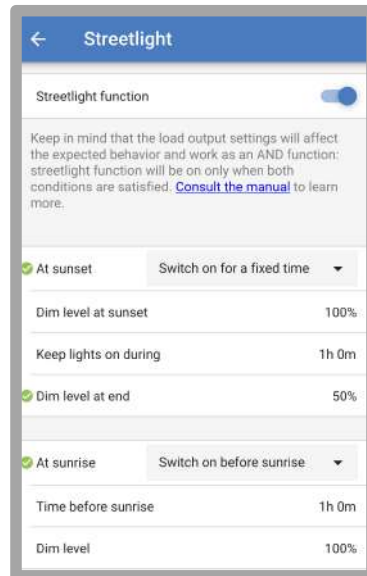 Streetlight
Streetlight function
Keep in mind that the load output settings will affect
the expected behavior and work as an AND function:
streetlight function will be on only when both
conditions are satisfied. Consult the manual to learn
more.
At sunset Switch on for a fixed time
Dim level at sunset 100%
Keep lights on during 1h 0m
Dim level at end 50%
At sunrise Switch on before sunrise
Time before sunrise 1h 0m
Dim level 100%